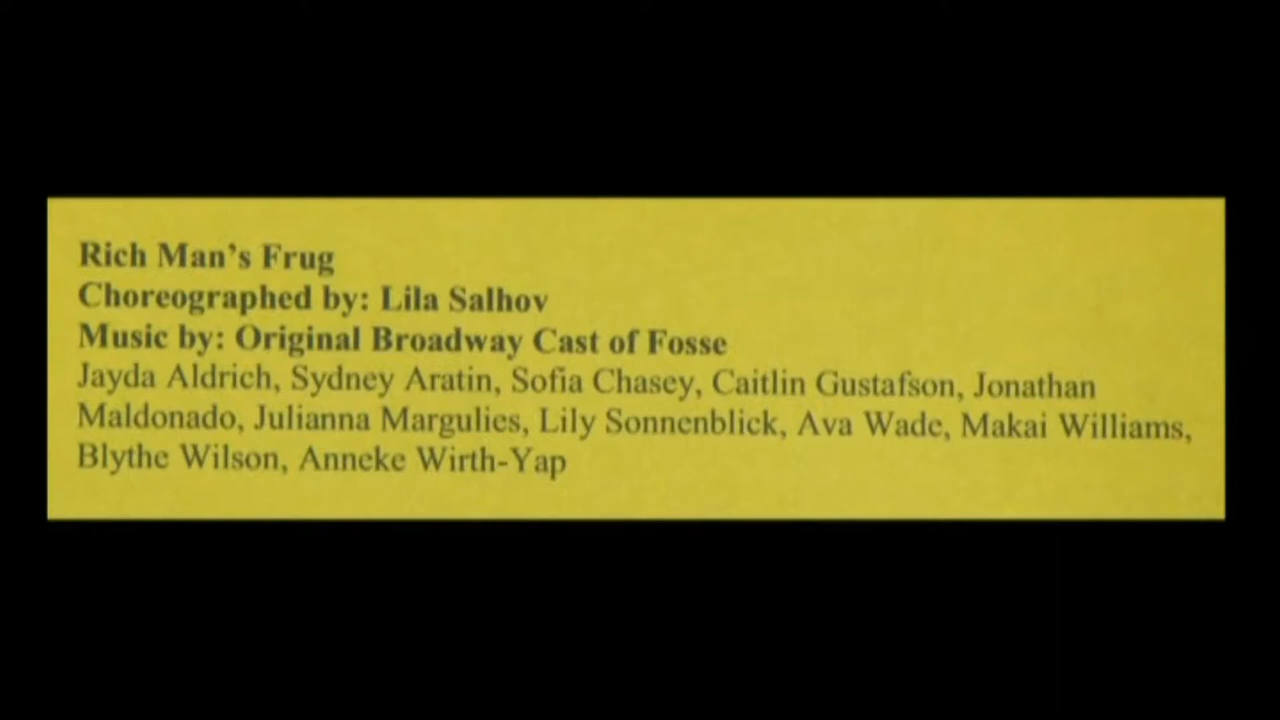 Rich Man's Frug
Choreographed by: Lila Salhov
Music by: Original Broadway Cast of Fosse
Jayda Aldrich, Sydney Aratin, Sofia Chasey, Caitlin Gustafson, Jonathan
Maldonado, Julianna Margulies, Lily Sonnenblick, Ava Wade, Makai Williams,
Blythe Wilson, Anneke Wirth-Yap